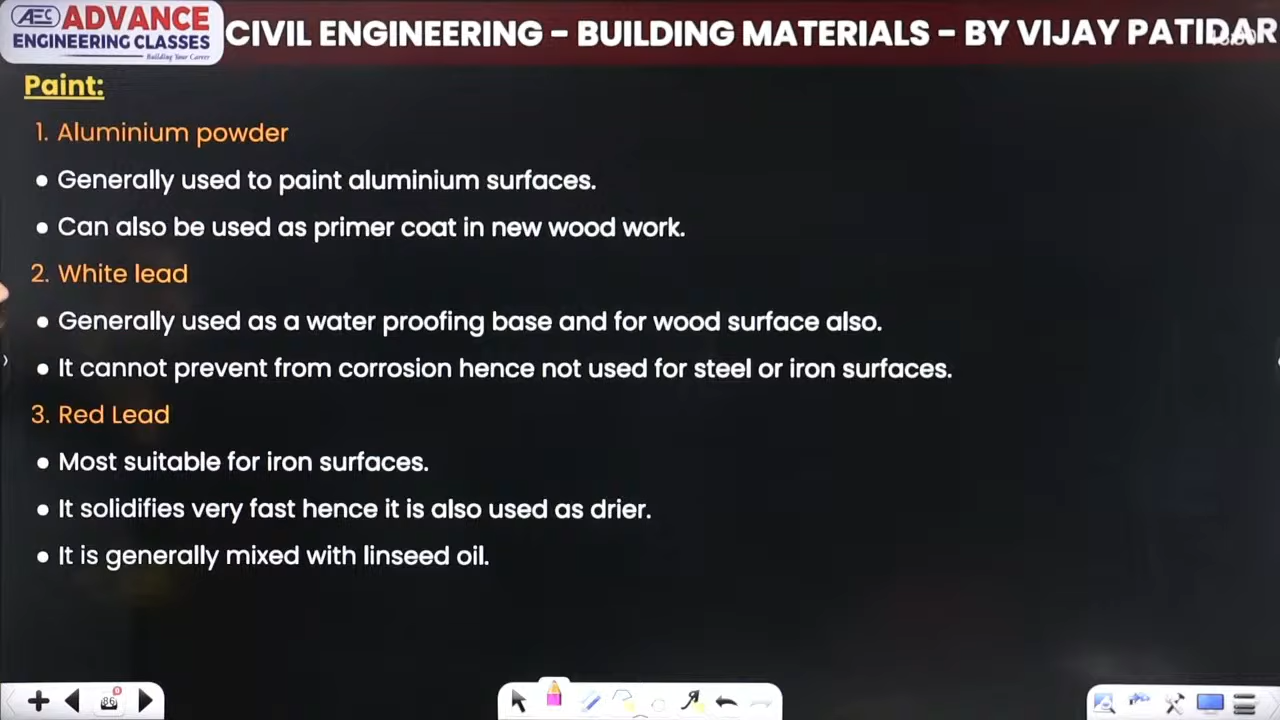 AEC ADVANCE
ENGINEERING CLASSES
Building Your Career
CIVIL ENGINEERING – BUILDING MATERIALS – BY VIJAY PATIDAR
Paint:
1. Aluminium powder
● Generally used to paint aluminium surfaces.
● Can also be used as primer coat in new wood work.
2. White lead
● Generally used as a water proofing base and for wood surface also.
● It cannot prevent from corrosion hence not used for steel or iron surfaces.
3. Red Lead
● Most suitable for iron surfaces.
● It solidifies very fast hence it is also used as drier.
● It is generally mixed with linseed oil.
86